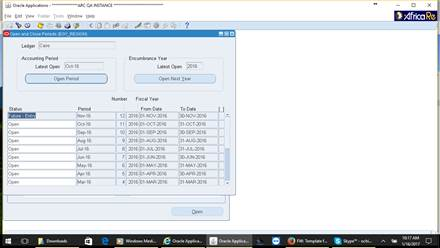 Oracle Applications - ARC QA INSTANCE
File Edit View Folder Tools Window Help
AfricaRe
Open and Close Periods (EGY_REGION)
Ledger Cairo
Accounting Period Encumbrance Year
Latest Open Oct-16 Latest Open 2016
Open Period Open Next Year
Number Fiscal Year
Status Period From Date To Date [ ]
Future - Entry Nov-16 12 2016 01-NOV-2016 30-NOV-2016
Open Oct-16 11 2016 01-OCT-2016 31-OCT-2016
Open Sep-16 10 2016 01-SEP-2016 30-SEP-2016
Open Aug-16 9 2016 01-AUG-2016 31-AUG-2016
Open Jul-16 8 2016 01-JUL-2016 31-JUL-2016
Open Jun-16 7 2016 01-JUN-2016 30-JUN-2016
Open May-16 6 2016 01-MAY-2016 31-MAY-2016
Open Apr-16 5 2016 01-APR-2016 30-APR-2016
Open Mar-16 4 2016 01-MAR-2016 31-MAR-2016
Open
Downloads Windows Medi... Oracle Applicatio... Oracle Applica... FW: Template f... Skype™ - octo...
10:17 AM
1/16/2017